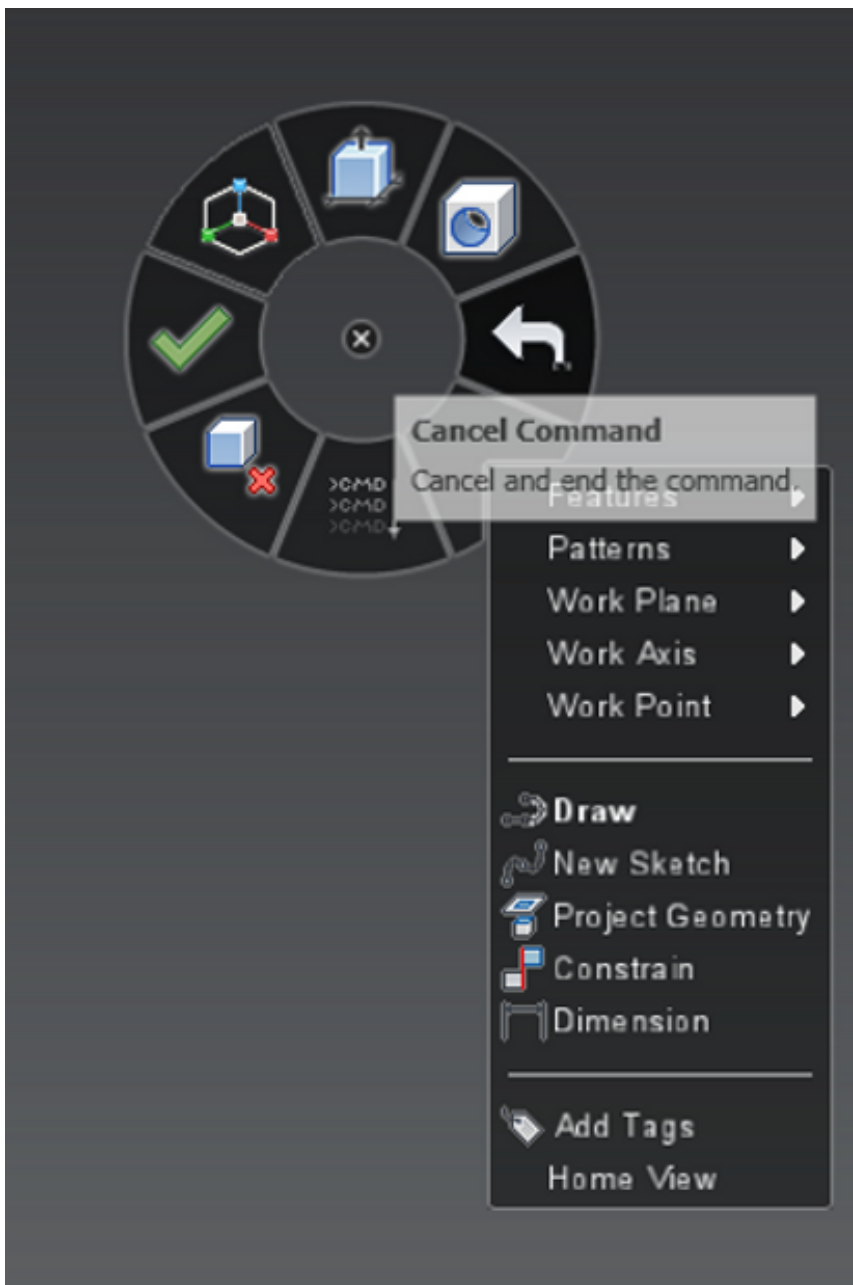 >CMD
>CMD
>CMD
Cancel Command
Cancel and end the command.
Features
Patterns
Work Plane
Work Axis
Work Point
Draw
New Sketch
Project Geometry
Constrain
Dimension
Add Tags
Home View